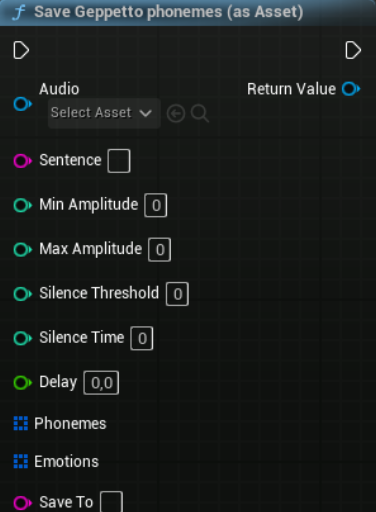 f Save Geppetto phonemes (as Asset)
Audio
Return Value
Select Asset
Sentence
Min Amplitude 0
Max Amplitude 0
Silence Threshold 0
Silence Time 0
Delay 0,0
Phonemes
Emotions
Save To